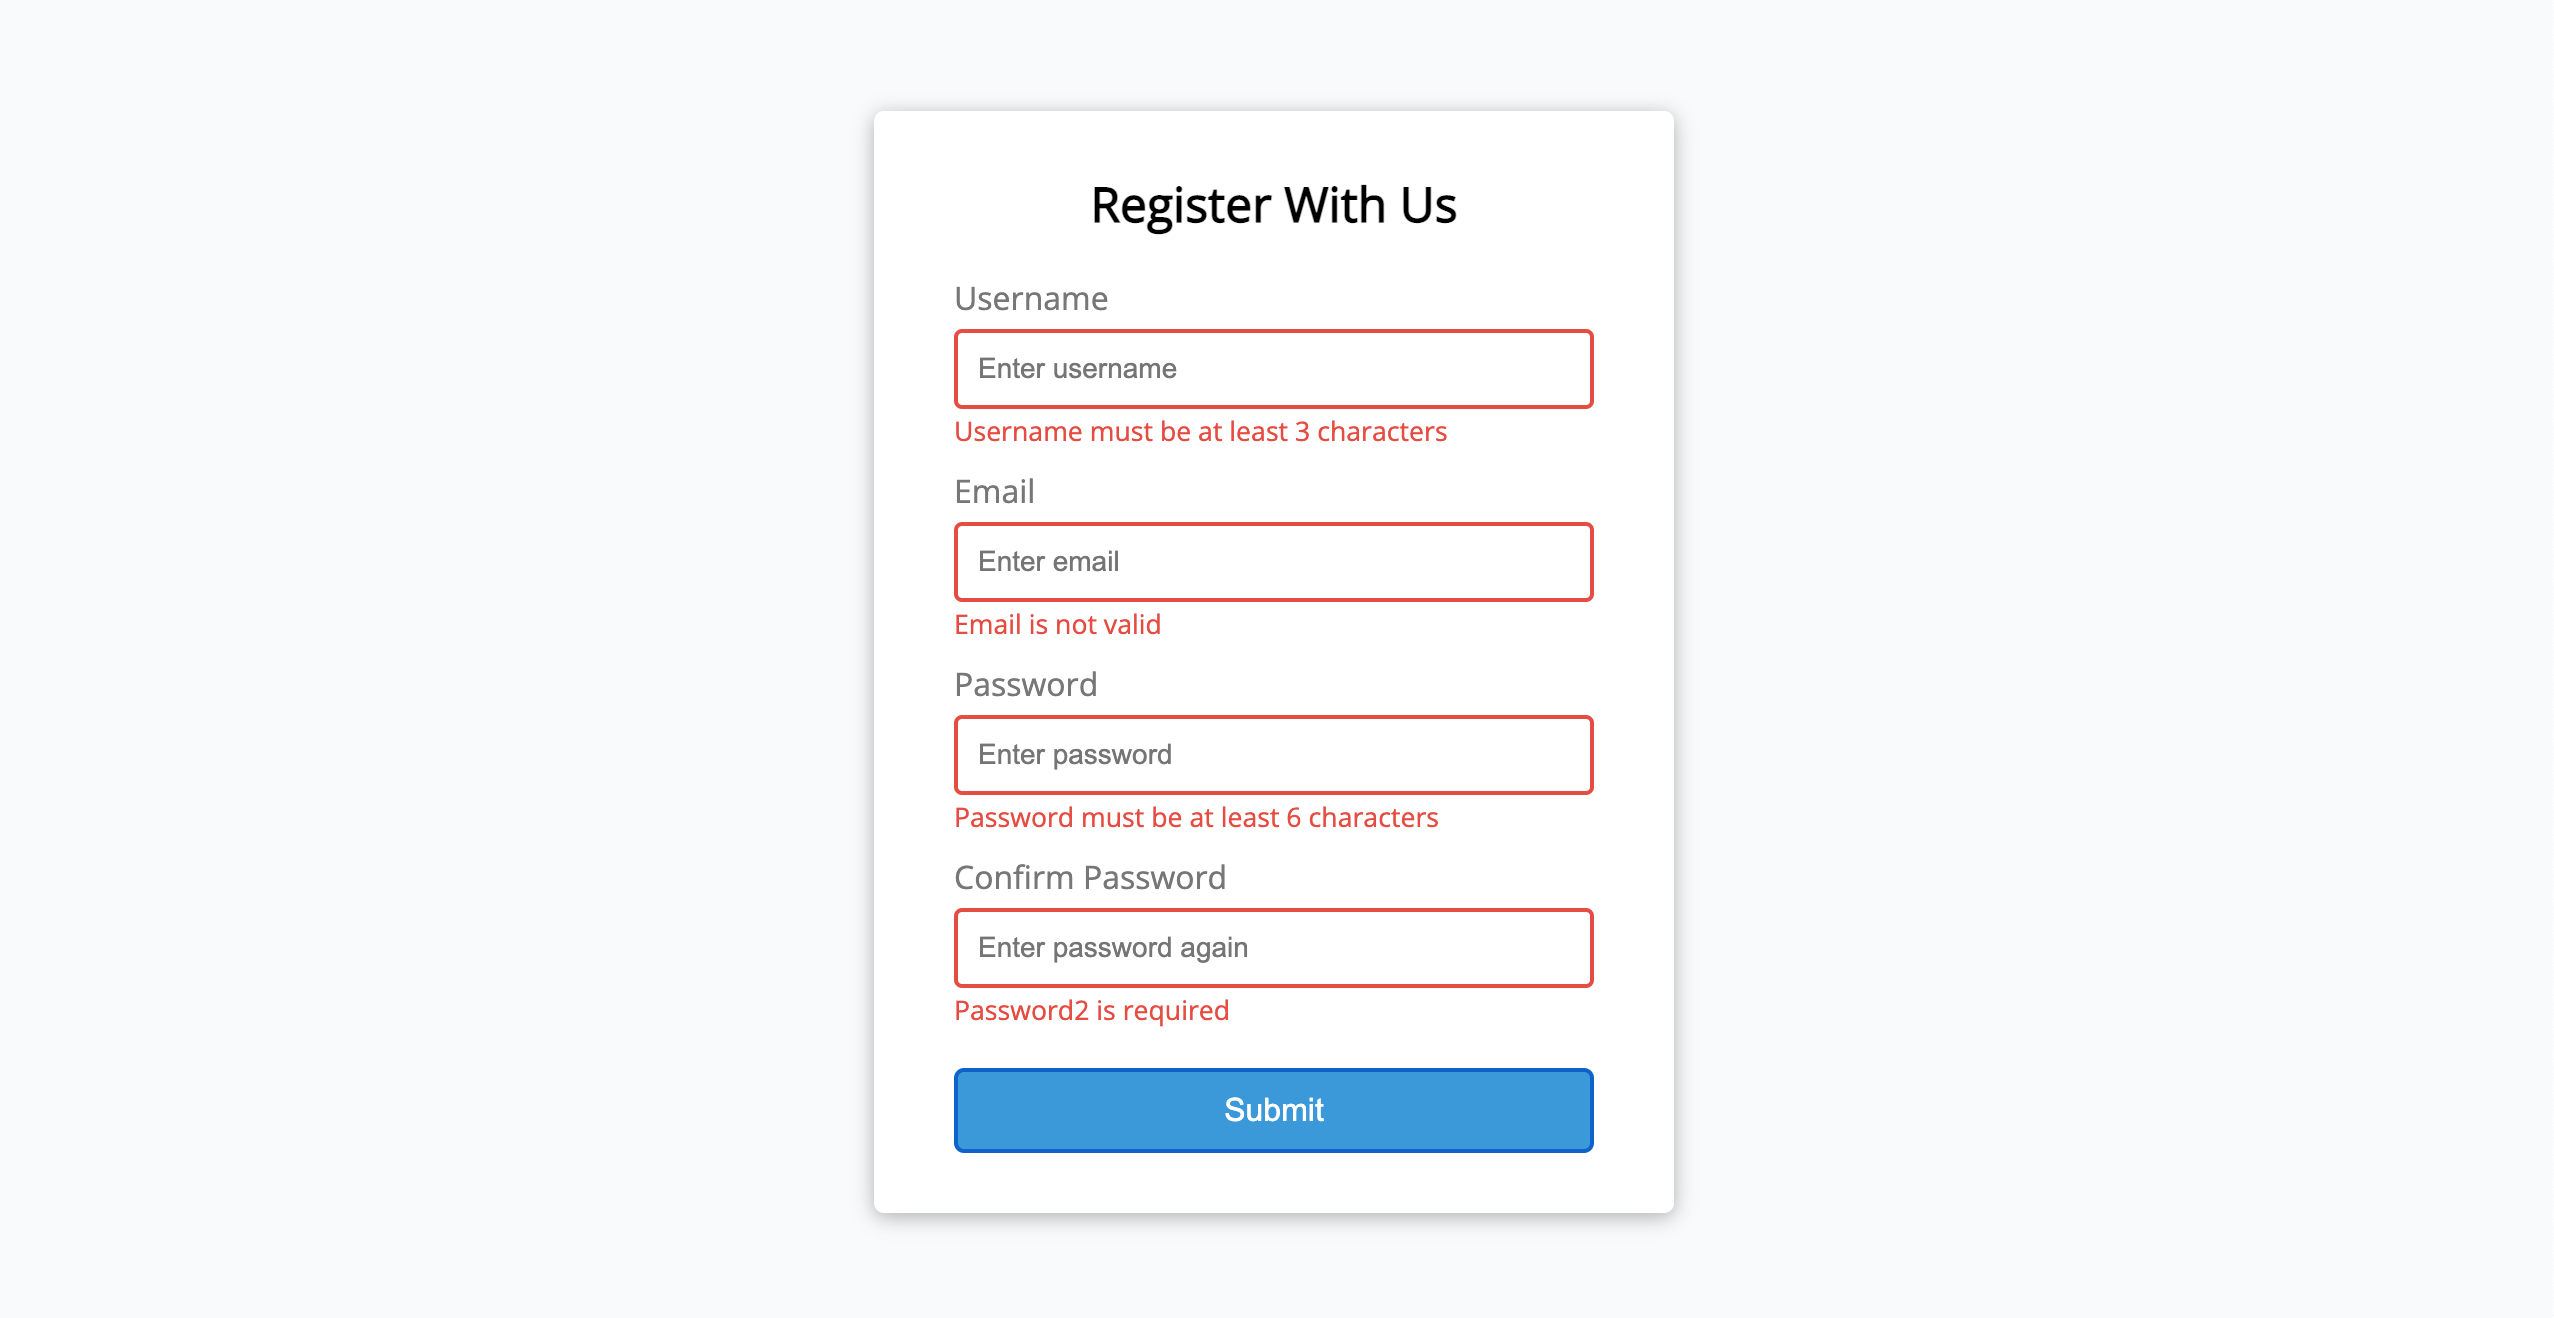 Register With Us
Username
Enter username
Username must be at least 3 characters
Email
Enter email
Email is not valid
Password
Enter password
Password must be at least 6 characters
Confirm Password
Enter password again
Password2 is required
Submit